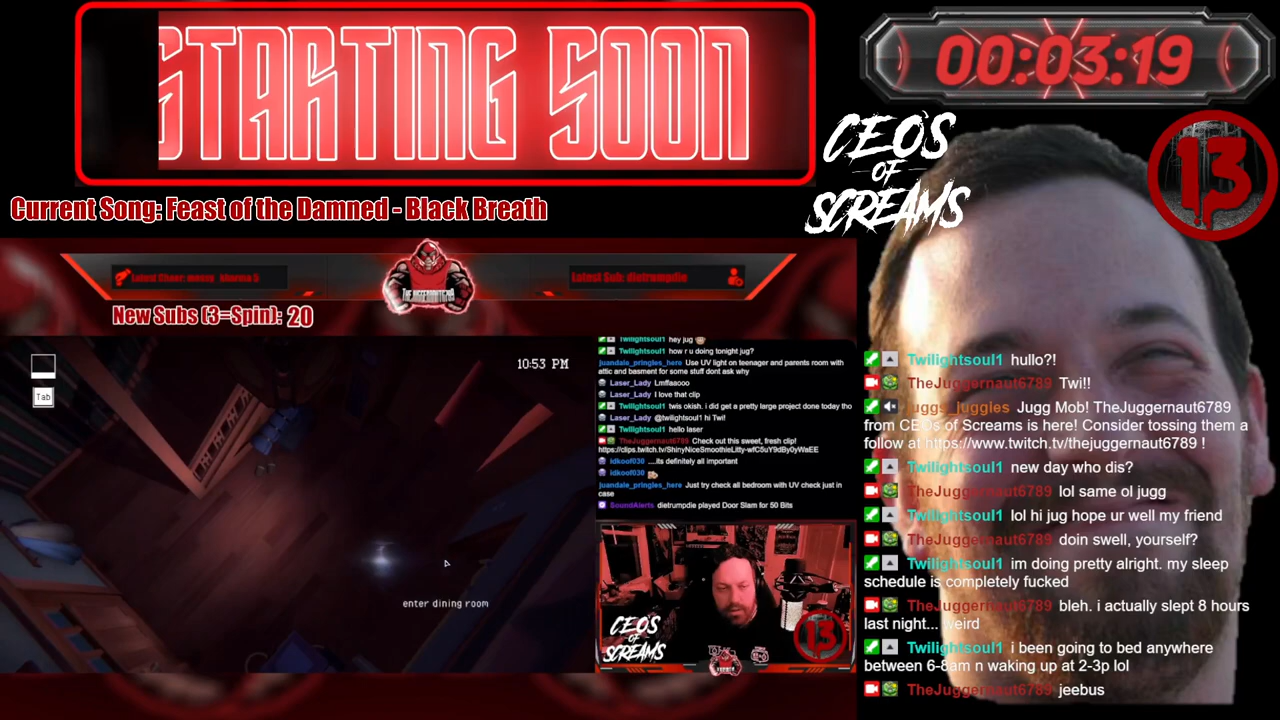 STARTING SOON
00:03:19
CEO'S
OF
SCREAMS
13
Current Song: Feast of the Damned - Black Breath
Latest Sub: dietrumpdie
New Subs (3=Spin): 20
10:53 PM
Tab
enter dining room
Twilightsoul1 hey jug
Twilightsoul1 how r u doing tonight?
juandale_pringles_here Use UV light on teenager and parents room with
attic and basment for some stuff dont ask why
Laser_Lady Lmffaaooo
Laser_Lady I love that clip
Twilightsoul1 twis okish. i did get a pretty large project done today tho
Laser_Lady @twilightsoul1 hi Twi!
Twilightsoul1 hello laser
TheJuggernaut6789 Check out this sweet, fresh clip!
idkoof030 ....its definitely all important
idkoof030
juandale_pringles_here Just try check all bedroom with UV check just in
case
SoundAlerts dietrumpdie played Door Slam for 50 Bits
CEO'S
OF
SCREAMS
13
Twilightsoul1 hullo?!
TheJuggernaut6789 Twi!!
juggs_juggies Jugg Mob! TheJuggernaut6789
from CEOs of Screams is here! Consider tossing them a
follow at https://www.twitch.tv/thejuggernaut6789 !
Twilightsoul1 new day who dis?
TheJuggernaut6789 lol same ol jugg
Twilightsoul1 lol hi jug hope ur well my friend
TheJuggernaut6789 doin swell, yourself?
Twilightsoul1 im doing pretty alright. my sleep
schedule is completely fucked
TheJuggernaut6789 bleh. i actually slept 8 hours
last night... weird
Twilightsoul1 i been going to bed anywhere
between 6-8am n waking up at 2-3p lol
TheJuggernaut6789 jeebus